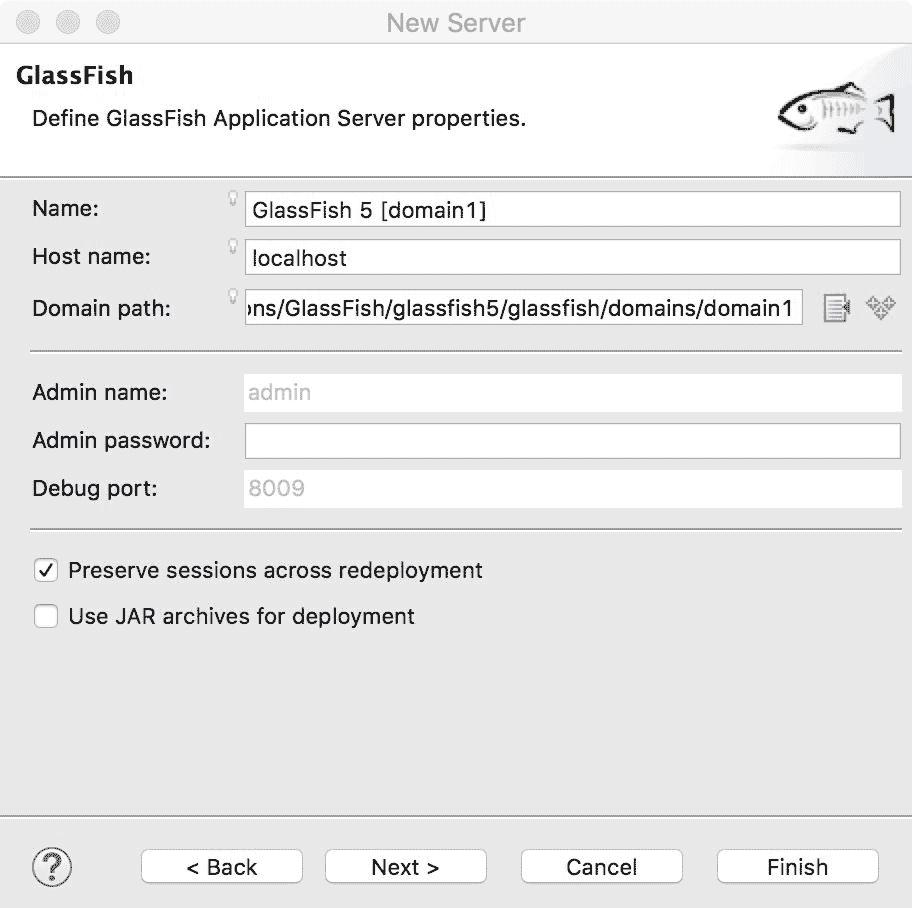 New Server
GlassFish
Define GlassFish Application Server properties.
Name: GlassFish 5 [domain1]
Host name: localhost
Domain path: ons/GlassFish/glassfish5/glassfish/domains/domain1
Admin name: admin
Admin password:
Debug port: 8009
Preserve sessions across redeployment
Use JAR archives for deployment
? < Back Next > Cancel Finish